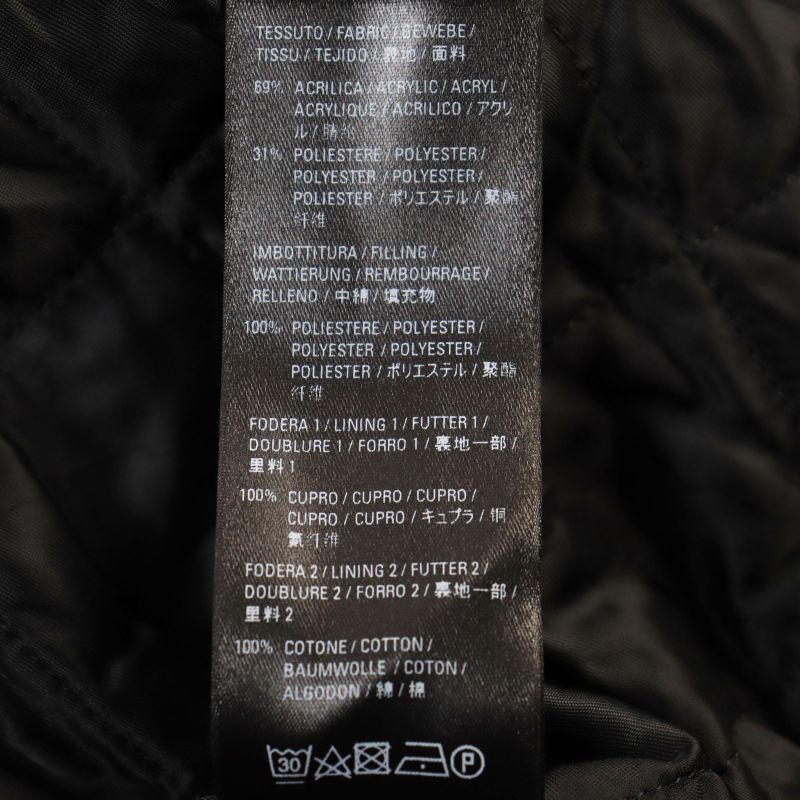 TESSUTO / FABRIC / GEWEBE /
TISSU / TEJIDO / 裏地 / 面料
69% ACRILICA / ACRYLIC / ACRYL /
ACRYLIQUE / ACRILICO / アクリ
ル / 腈纶
31% POLIESTERE / POLYESTER /
POLYESTER / POLYESTER /
POLIESTER / ポリエステル / 聚酯
纤维
IMBOTTITURA / FILLING /
WATTIERUNG / REMBOURRAGE /
RELLENO / 中綿 / 填充物
100% POLIESTERE / POLYESTER /
POLYESTER / POLYESTER /
POLIESTER / ポリエステル / 聚酯
纤维
FODERA 1 / LINING 1 / FUTTER 1 /
DOUBLURE 1 / FORRO 1 / 裏地一部 /
里料 1
100% CUPRO / CUPRO / CUPRO /
CUPRO / CUPRO / キュプラ / 铜
氨纤维
FODERA 2 / LINING 2 / FUTTER 2 /
DOUBLURE 2 / FORRO 2 / 裏地一部 /
里料 2
100% COTONE / COTTON /
BAUMWOLLE / COTON /
ALGODON / 綿 / 棉
30 P